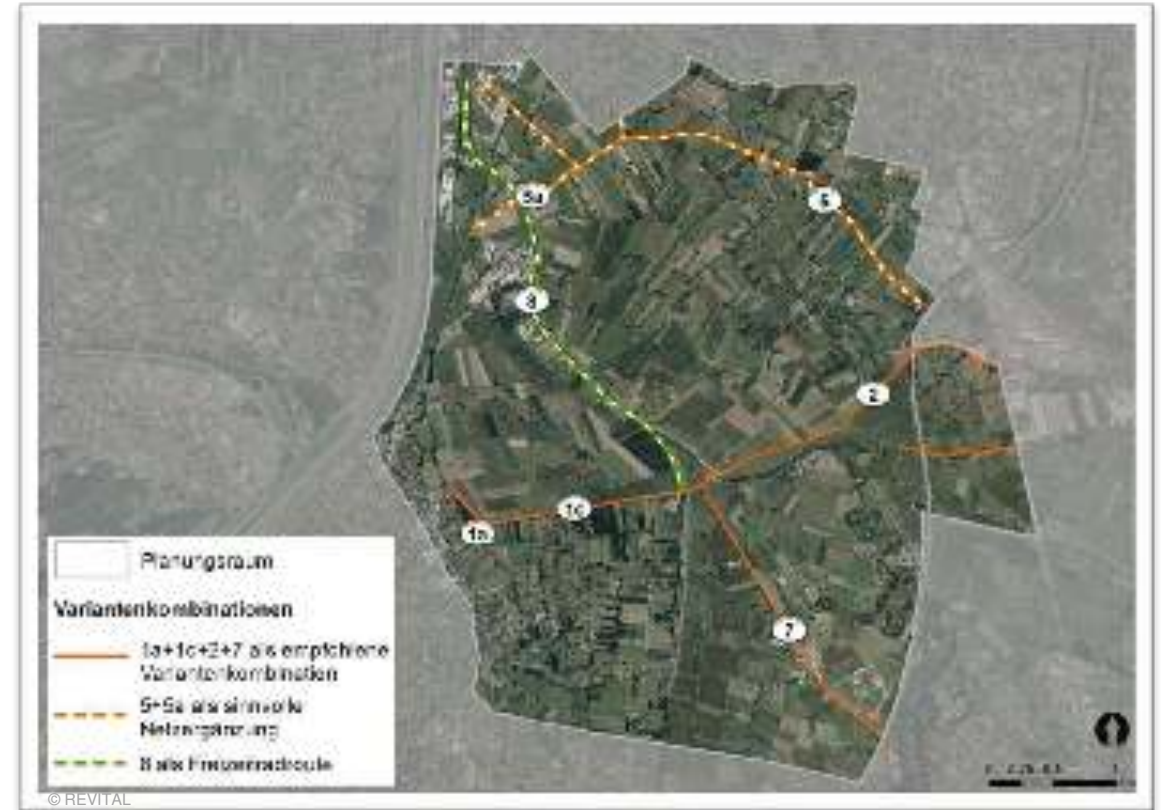 5a
5
8
2
1c
1a
7
Planungsraum
Variantenkombinationen
1a+1c+2+7 als empfohlene
Variantenkombination
5+5a als sinnvolle
Netzergänzung
8 als Freizeitradroute
© REVITAL